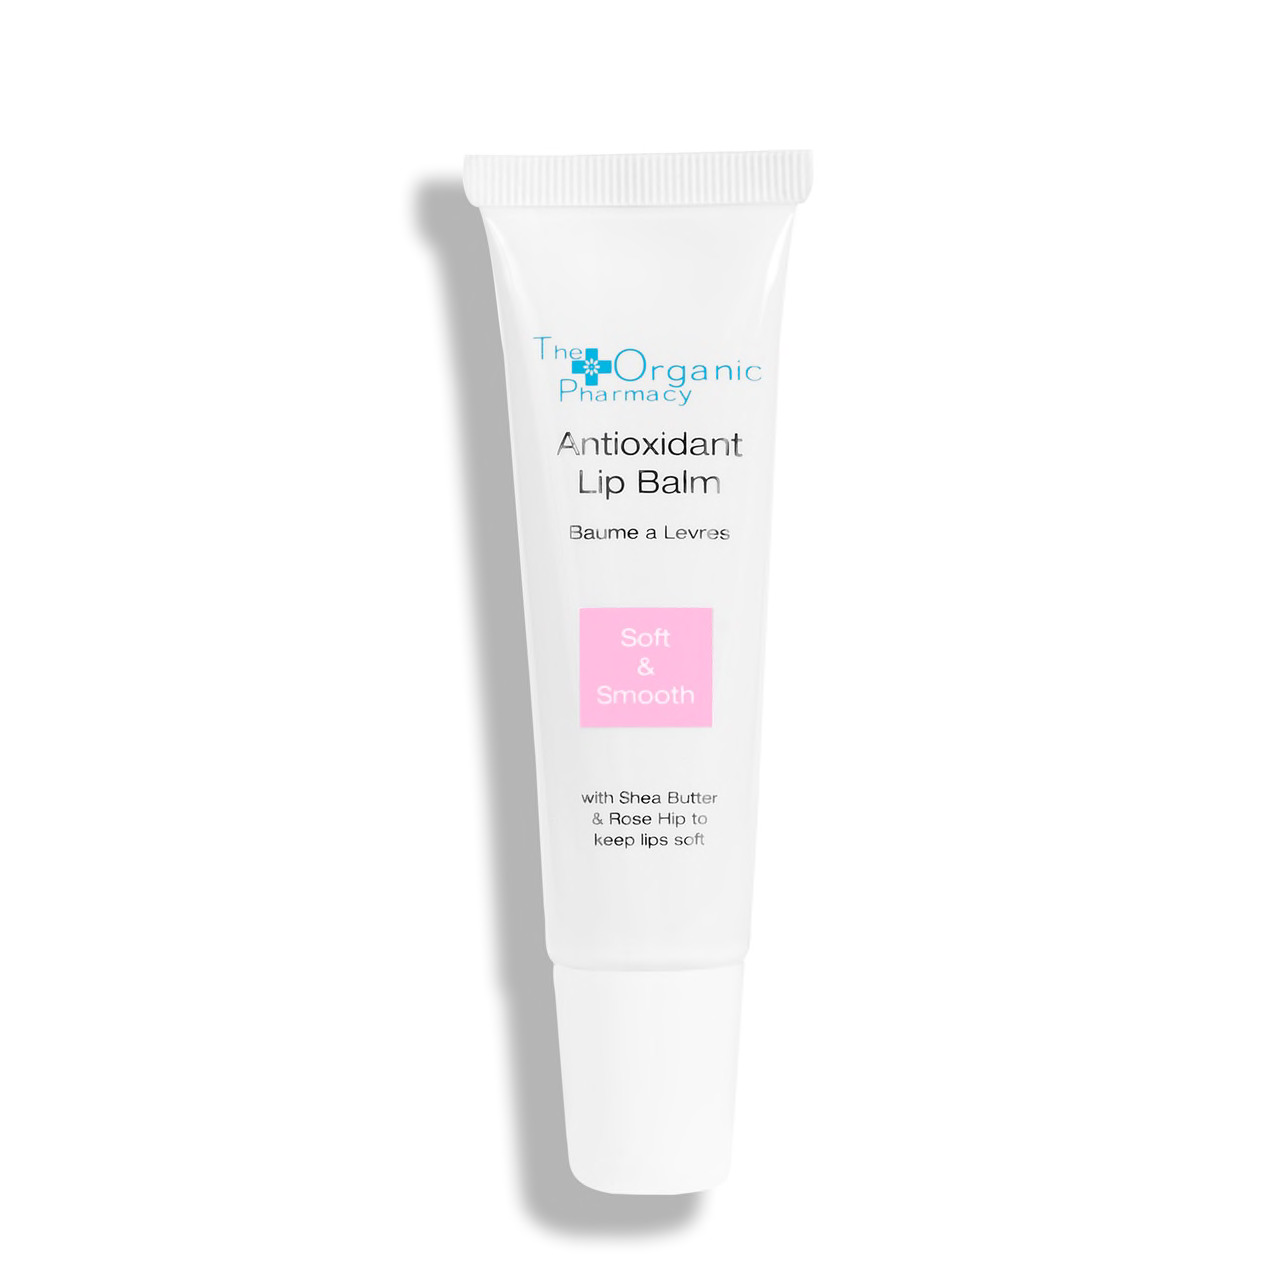 The Organic
Pharmacy
Antioxidant
Lip Balm
Baume a Levres
Soft
&
Smooth
with Shea Butter
& Rose Hip to
keep lips soft